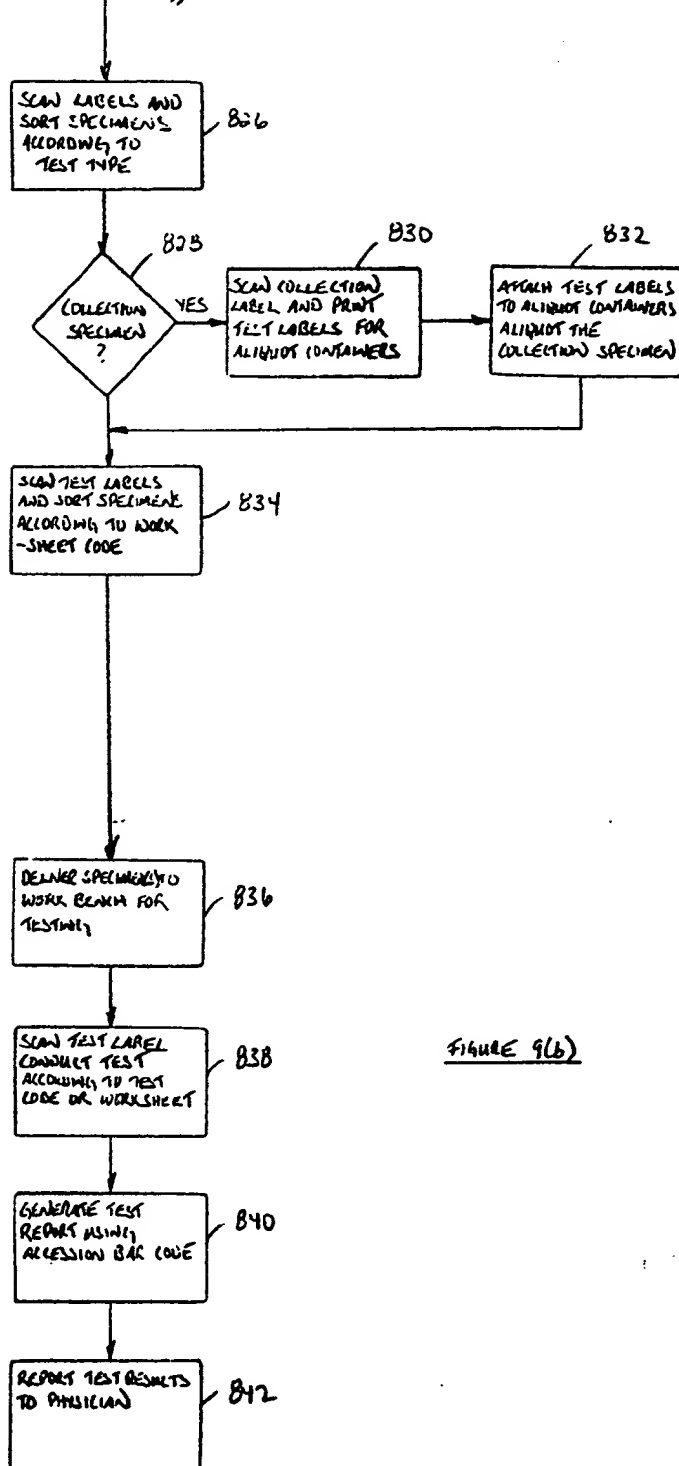 SCAN LABELS AND
SORT SPECIMENS
ACCORDING TO
TEST TYPE
826
828
COLLECTION
SPECIMEN
?
YES
830
SCAN COLLECTION
LABEL AND PRINT
TEST LABELS FOR
ALIQUOT CONTAINERS
832
ATTACH TEST LABELS
TO ALIQUOT CONTAINERS
ALIQUOT THE
COLLECTION SPECIMEN
SCAN TEST LABELS
AND SORT SPECIMENS
ACCORDING TO WORK
-SHEET CODE
834
DELIVER SPECIMEN(S) TO
WORK BENCH FOR
TESTING
836
SCAN TEST LABEL
CONDUCT TEST
ACCORDING TO TEST
CODE OR WORKSHEET
838
FIGURE 9(b)
GENERATE TEST
REPORT USING
ACCESSION BAR CODE
840
REPORT TEST RESULTS
TO PHYSICIAN
842